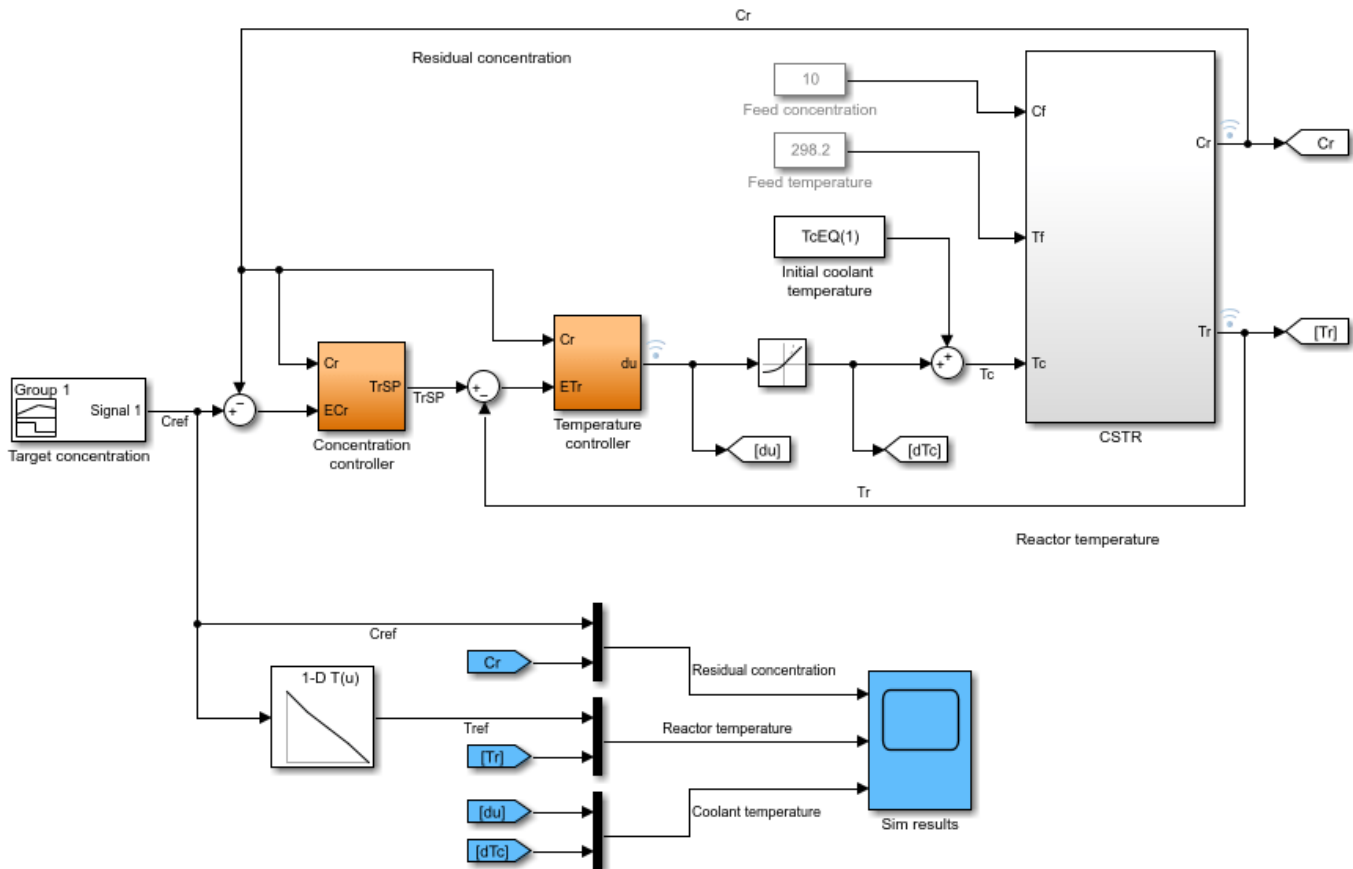 Cr
Residual concentration
10
Feed concentration
298.2
Feed temperature
TcEQ(1)
Initial coolant
temperature
Cf
Tf
Tc
Cr
Tr
CSTR
Cr
[Tr]
Group 1
Signal 1
Target concentration
Cref
+
−
Cr
ECr
TrSP
Concentration
controller
TrSP
+
−
Cr
ETr
du
Temperature
controller
+
+
Tc
[du]
[dTc]
Tr
Reactor temperature
Cref
Cr
Residual concentration
1-D T(u)
Tref
[Tr]
Reactor temperature
[du]
[dTc]
Coolant temperature
Sim results